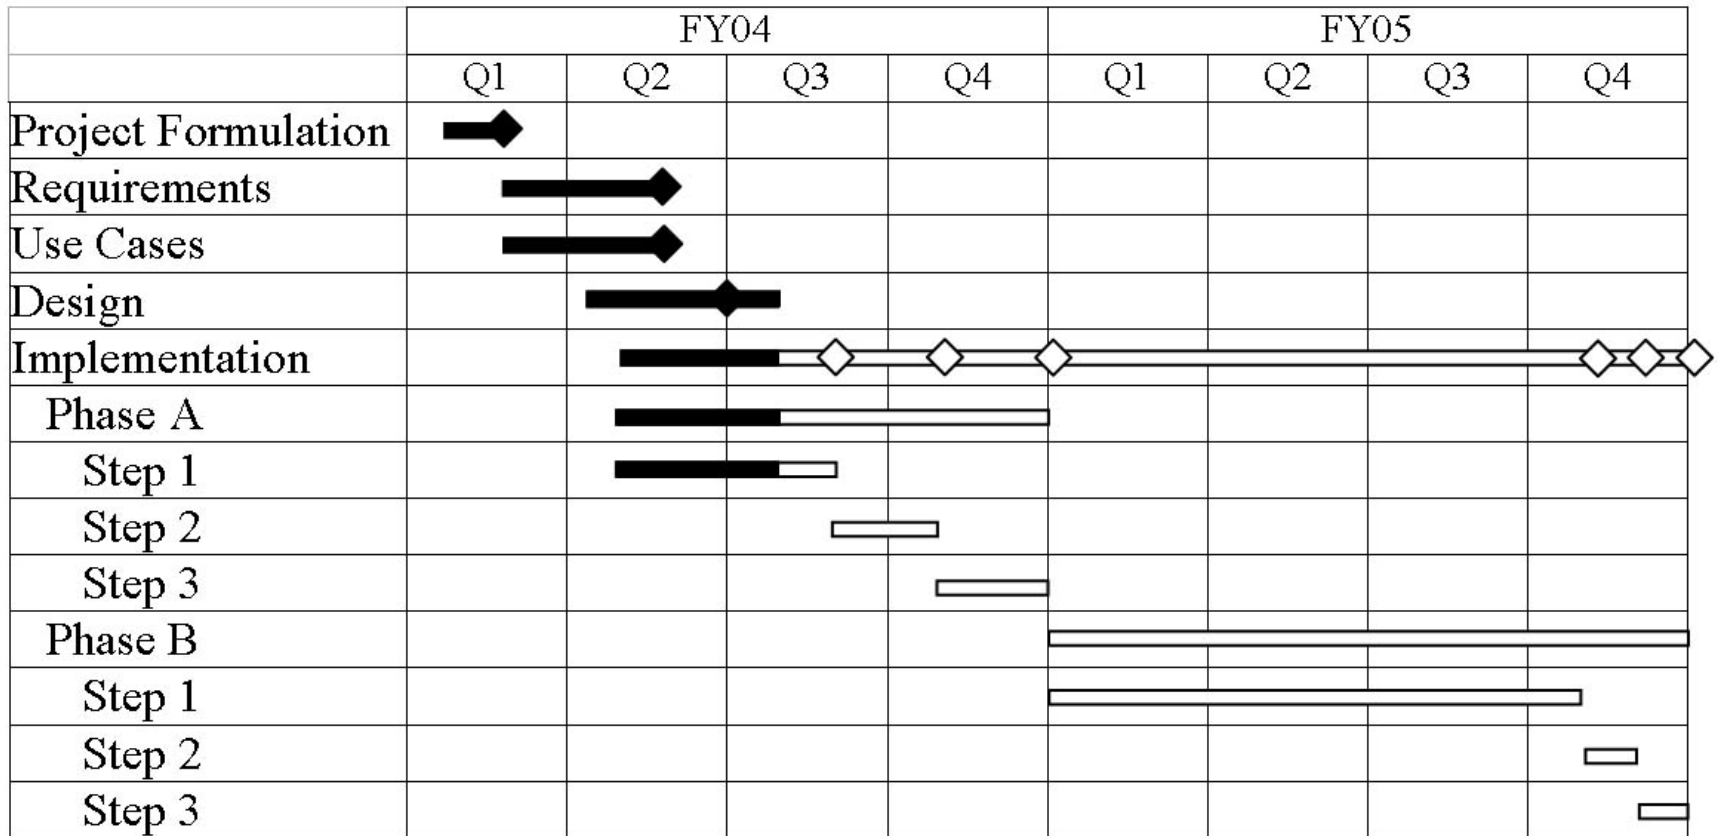 FY04 FY05
Q1 Q2 Q3 Q4 Q1 Q2 Q3 Q4
Project Formulation
Requirements
Use Cases
Design
Implementation
Phase A
Step 1
Step 2
Step 3
Phase B
Step 1
Step 2
Step 3